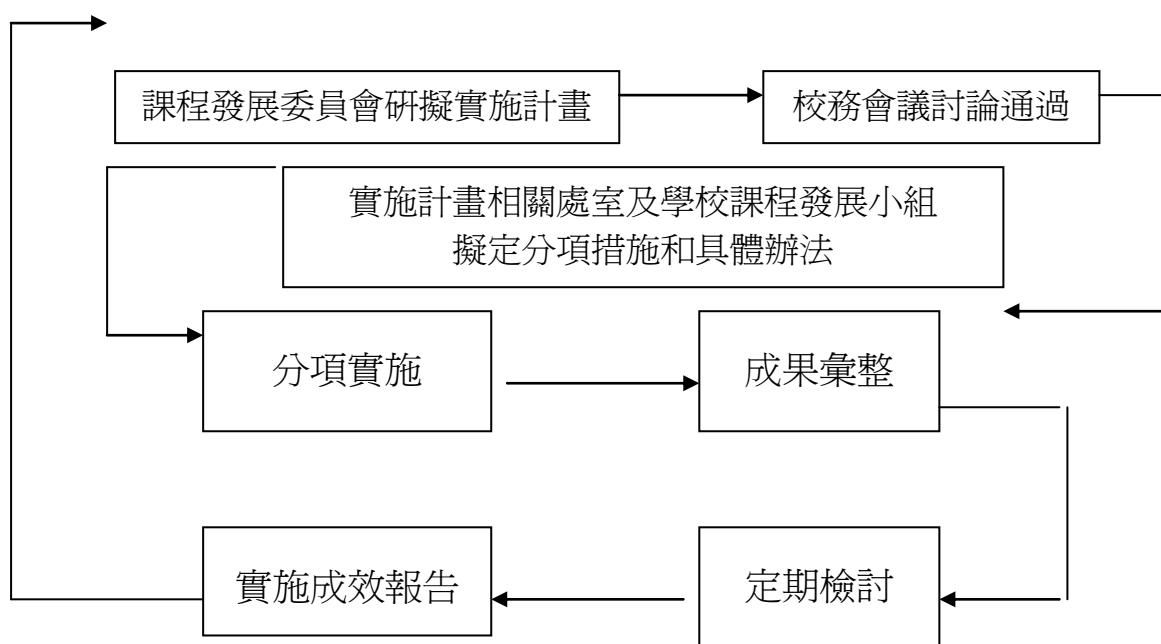 課程發展委員會研擬實施計畫
校務會議討論通過
實施計畫相關處室及學校課程發展小組
擬定分項措施和具體辦法
分項實施
成果彙整
實施成效報告
定期檢討